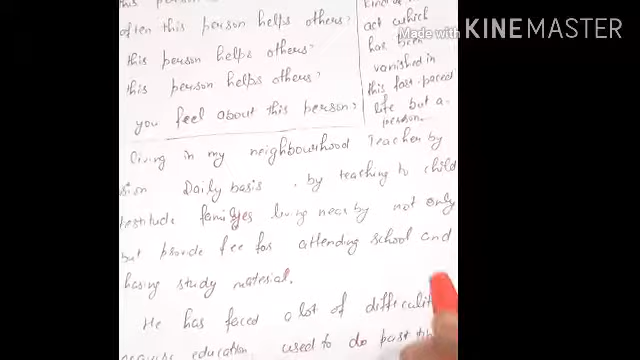 this person
often this person helps others?
this person helps others?
this person helps others?
you feel about this person?
Kind of
act which
has been
vanished in
this fast-paced
life but a
person
Living in my neighbourhood Teacher by
Daily basis . by teaching to child
families living nearby not only
but provide fee for attending school and
study material.
He has faced a lot of
education used to do part
Made with KINEMASTER